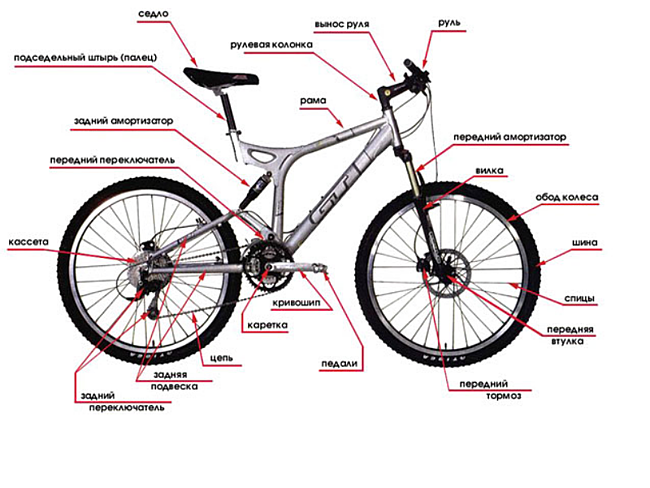 седло
вынос руля
руль
рулевая колонка
подседельный штырь (палец)
рама
задний амортизатор
передний амортизатор
передний переключатель
вилка
обод колеса
кассета
шина
спицы
кривошип
каретка
передняя
втулка
цепь
педали
задняя
подвеска
передний
тормоз
задний
переключатель